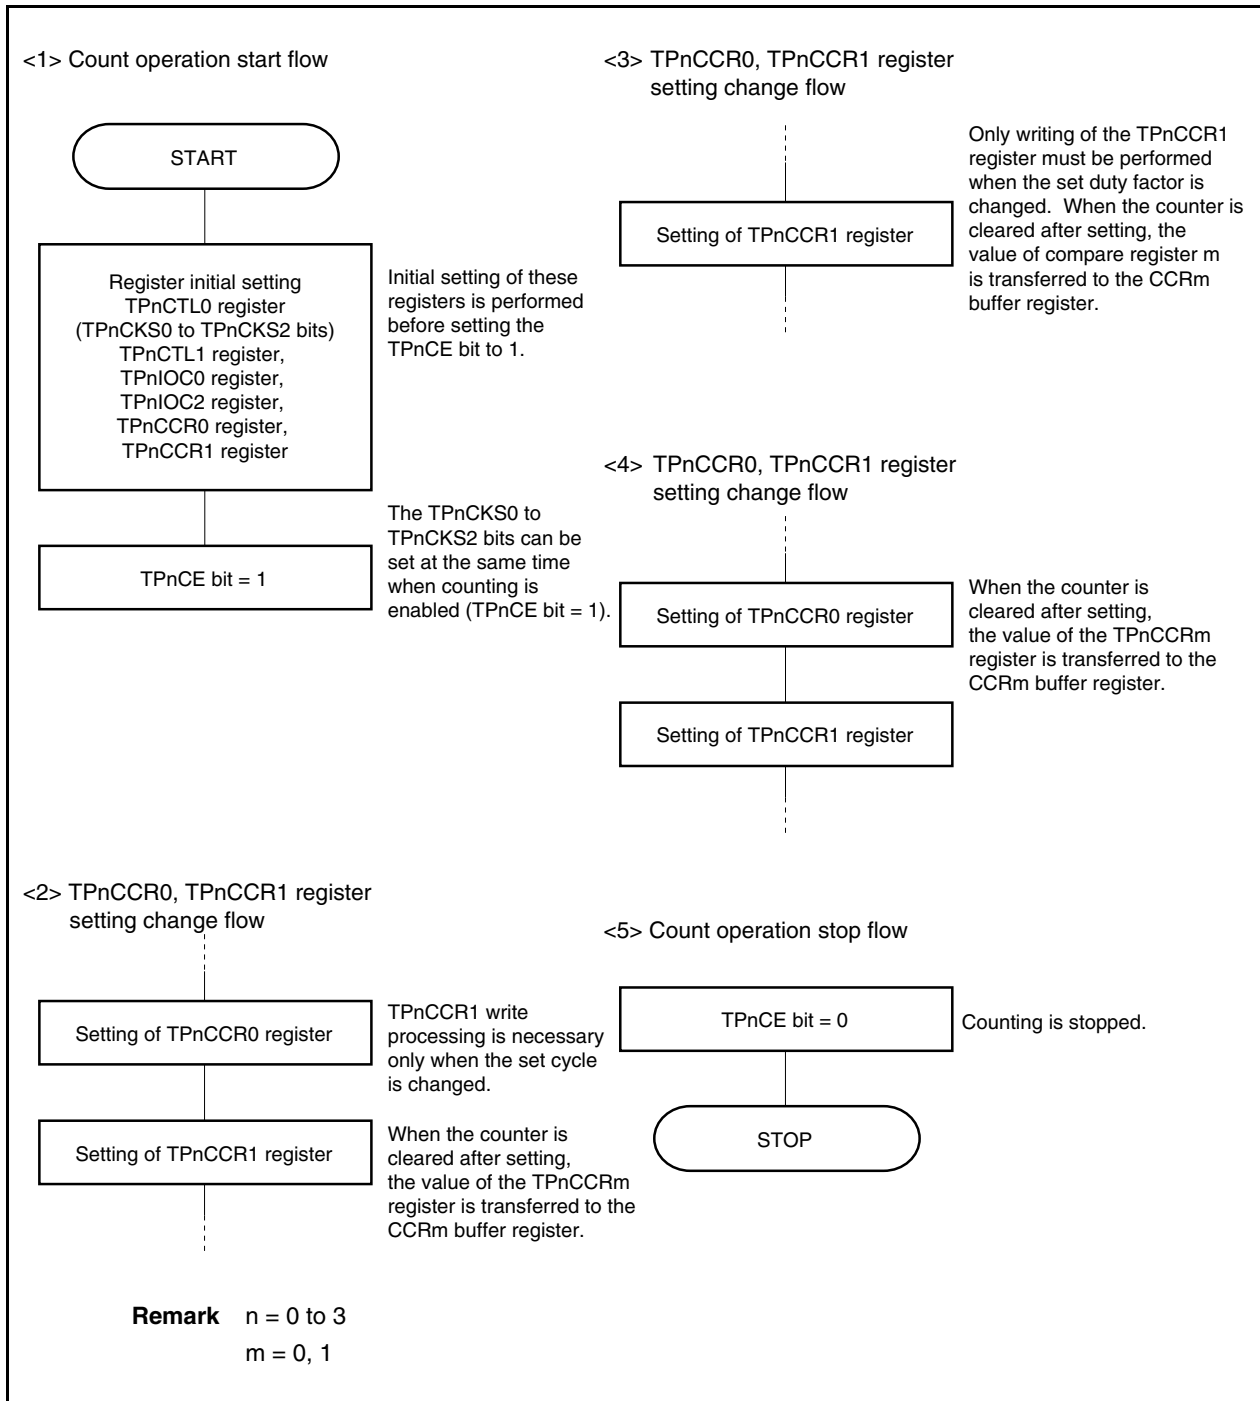 <1> Count operation start flow
START
Register initial setting
TPnCTL0 register
(TPnCKS0 to TPnCKS2 bits)
TPnCTL1 register,
TPnIOC0 register,
TPnIOC2 register,
TPnCCR0 register,
TPnCCR1 register
Initial setting of these
registers is performed
before setting the
TPnCE bit to 1.
TPnCE bit = 1
The TPnCKS0 to
TPnCKS2 bits can be
set at the same time
when counting is
enabled (TPnCE bit = 1).
<2> TPnCCR0, TPnCCR1 register
setting change flow
Setting of TPnCCR0 register
TPnCCR1 write
processing is necessary
only when the set cycle
is changed.
Setting of TPnCCR1 register
When the counter is
cleared after setting,
the value of the TPnCCRm
register is transferred to the
CCRm buffer register.
<3> TPnCCR0, TPnCCR1 register
setting change flow
Setting of TPnCCR1 register
Only writing of the TPnCCR1
register must be performed
when the set duty factor is
changed. When the counter is
cleared after setting, the
value of compare register m
is transferred to the CCRm
buffer register.
<4> TPnCCR0, TPnCCR1 register
setting change flow
Setting of TPnCCR0 register
When the counter is
cleared after setting,
the value of the TPnCCRm
register is transferred to the
CCRm buffer register.
Setting of TPnCCR1 register
<5> Count operation stop flow
TPnCE bit = 0
Counting is stopped.
STOP
Remark n = 0 to 3
m = 0, 1